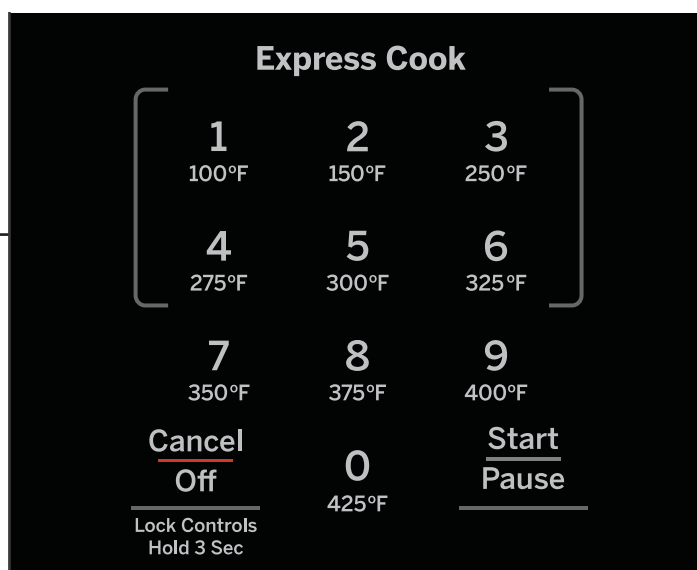 Express Cook
1 2 3
100°F 150°F 250°F
4 5 6
275°F 300°F 325°F
7 8 9
350°F 375°F 400°F
Cancel
Off
0
425°F
Start
Pause
Lock Controls
Hold 3 Sec